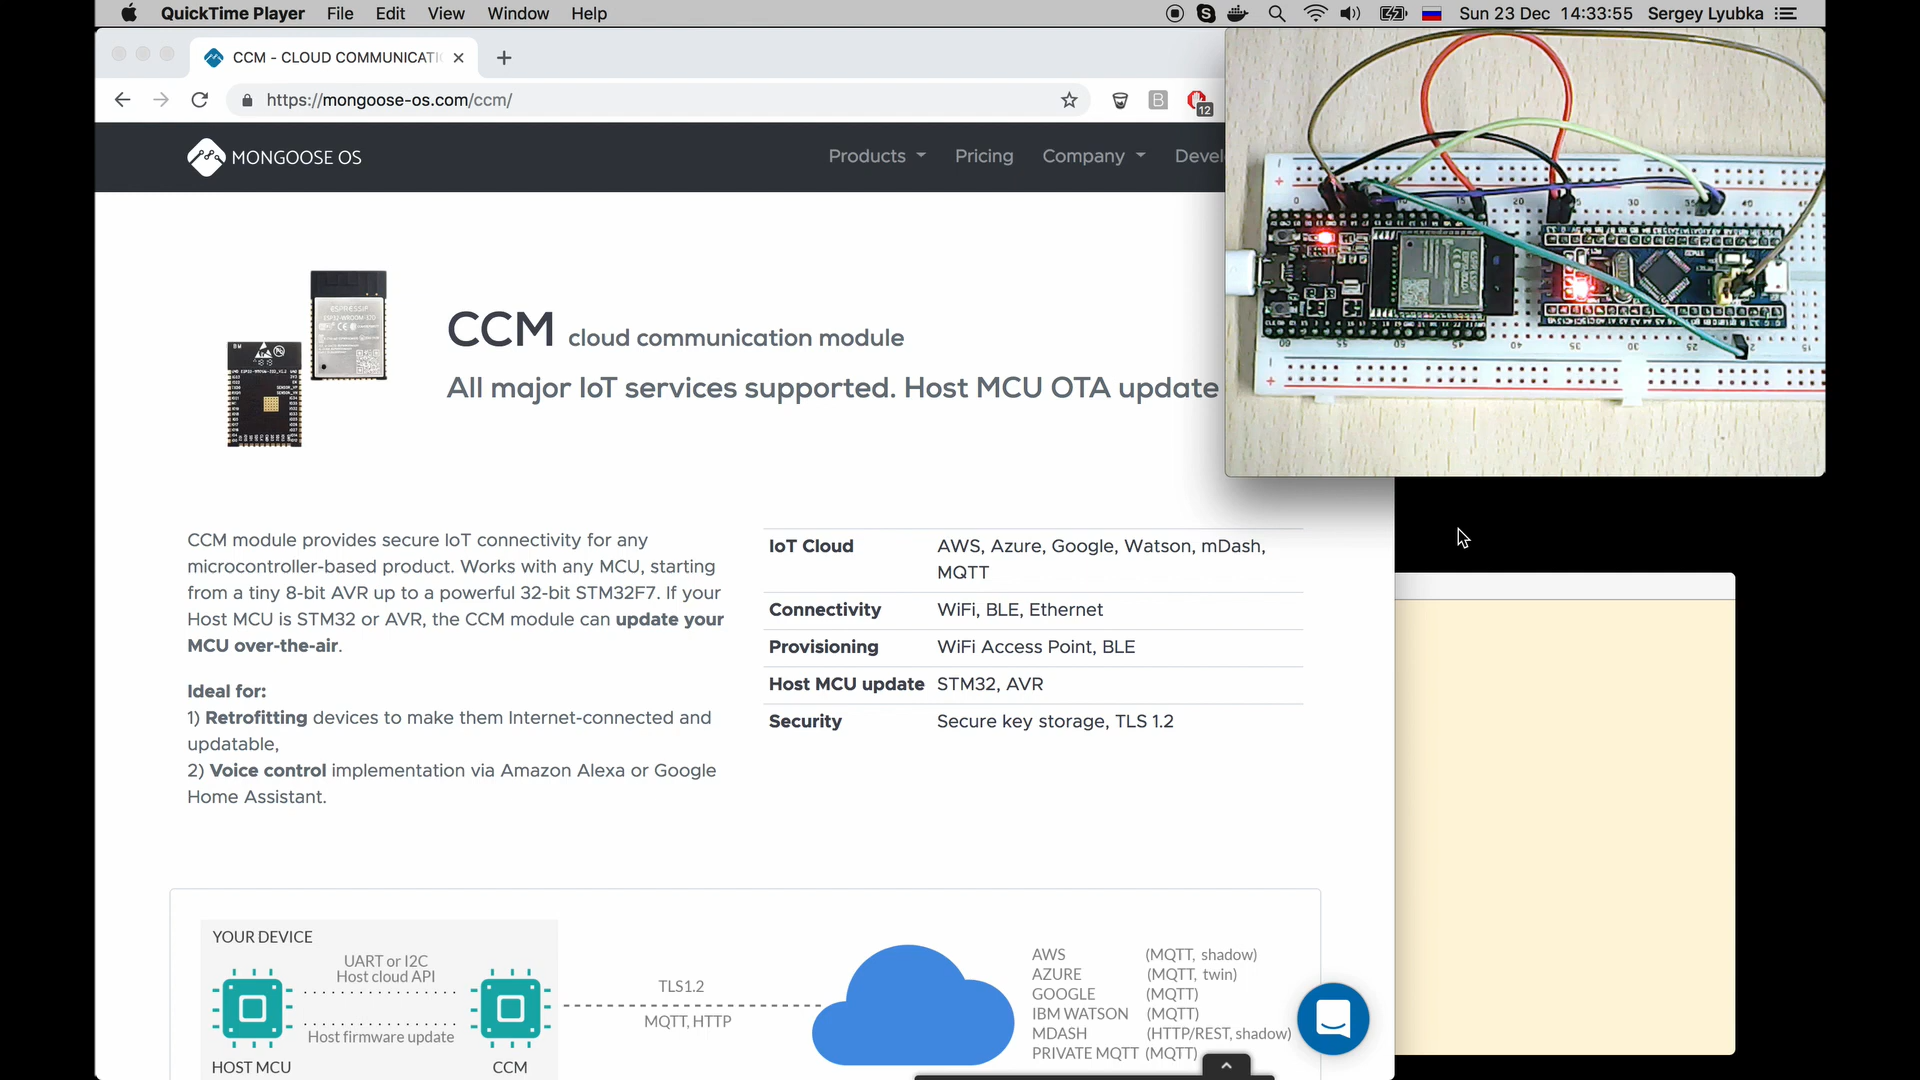 QuickTime Player File Edit View Window Help
Sun 23 Dec 14:33:55 Sergey Lyubka
CCM - CLOUD COMMUNICATI
https://mongoose-os.com/ccm/
B
12
MONGOOSE OS
Products
Pricing
Company
Devel
CCM cloud communication module
All major IoT services supported. Host MCU OTA update
CCM module provides secure IoT connectivity for any
microcontroller-based product. Works with any MCU, starting
from a tiny 8-bit AVR up to a powerful 32-bit STM32F7. If your
Host MCU is STM32 or AVR, the CCM module can update your
MCU over-the-air.
Ideal for:
1) Retrofitting devices to make them Internet-connected and
updatable,
2) Voice control implementation via Amazon Alexa or Google
Home Assistant.
IoT Cloud AWS, Azure, Google, Watson, mDash,
MQTT
Connectivity WiFi, BLE, Ethernet
Provisioning WiFi Access Point, BLE
Host MCU update STM32, AVR
Security Secure key storage, TLS 1.2
YOUR DEVICE
UART or I2C
Host cloud API
Host firmware update
HOST MCU
CCM
TLS1.2
MQTT, HTTP
AWS (MQTT, shadow)
AZURE (MQTT, twin)
GOOGLE (MQTT)
IBM WATSON (MQTT)
MDASH (HTTP/REST, shadow)
PRIVATE MQTT (MQTT)